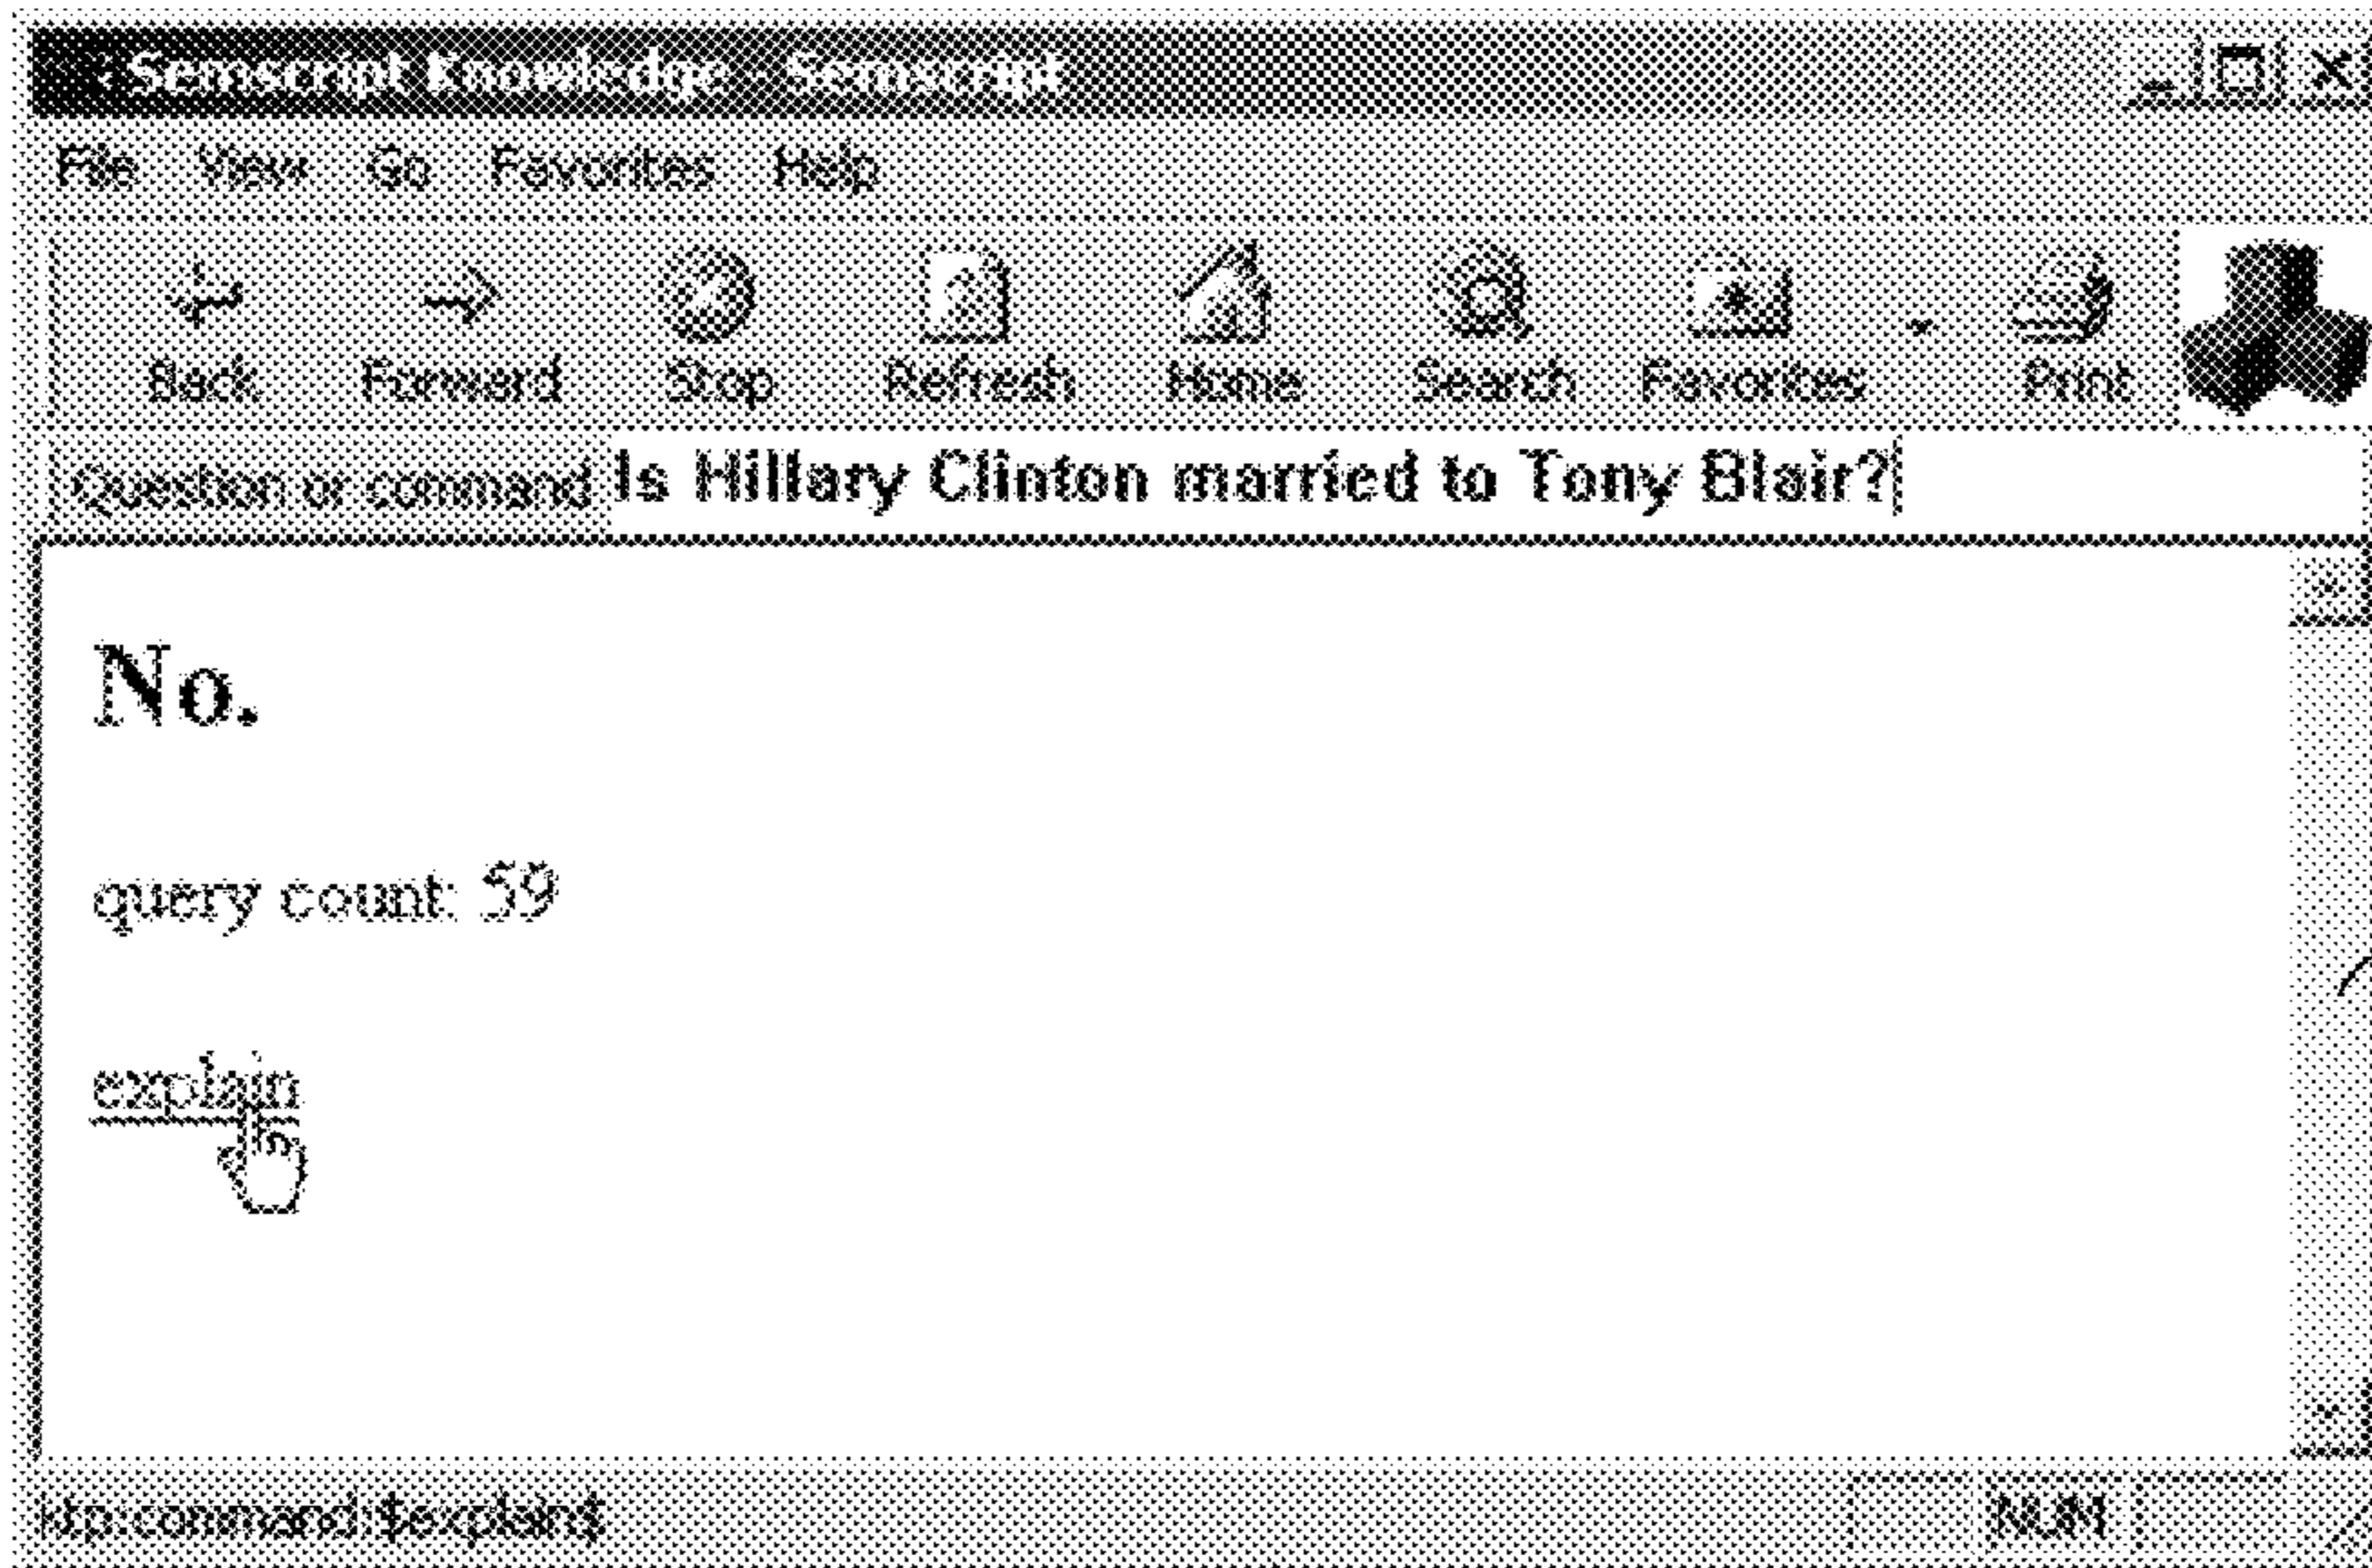 Semscript Knowledge - Semscript
File View Go Favorites Help
Back Forward Stop Refresh Home Search Favorites Print
Question or command Is Hillary Clinton married to Tony Blair?
No.
query count: 59
explain
ktp:command:$explain$ NUM